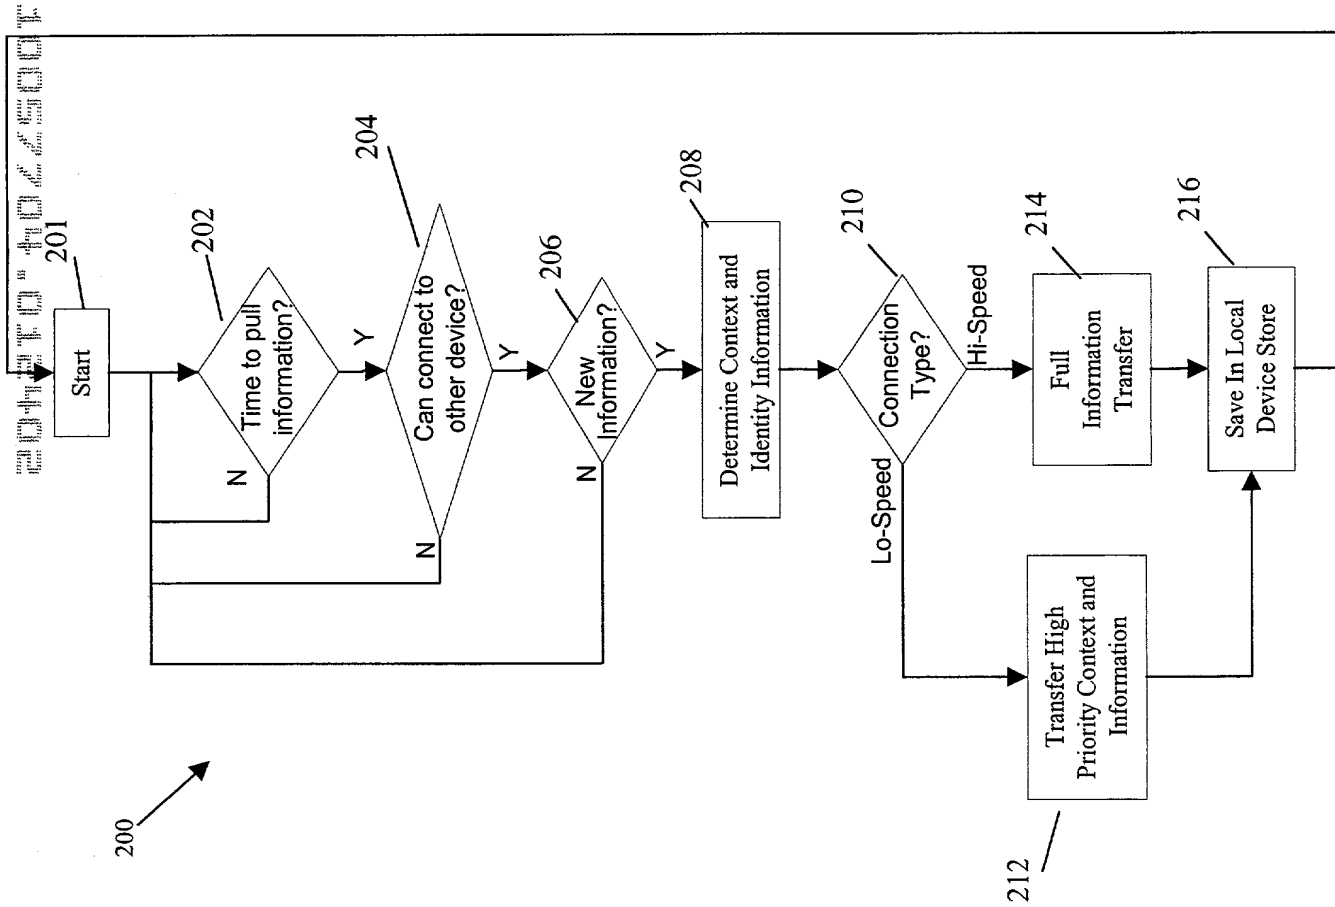 200
201
Start
202
Time to pull
information?
N
Y
204
Can connect to
other device?
N
Y
206
New
Information?
N
Y
208
Determine Context and
Identity Information
210
Connection
Type?
Lo-Speed
Hi-Speed
212
Transfer High
Priority Context and
Information
214
Full
Information
Transfer
216
Save In Local
Device Store